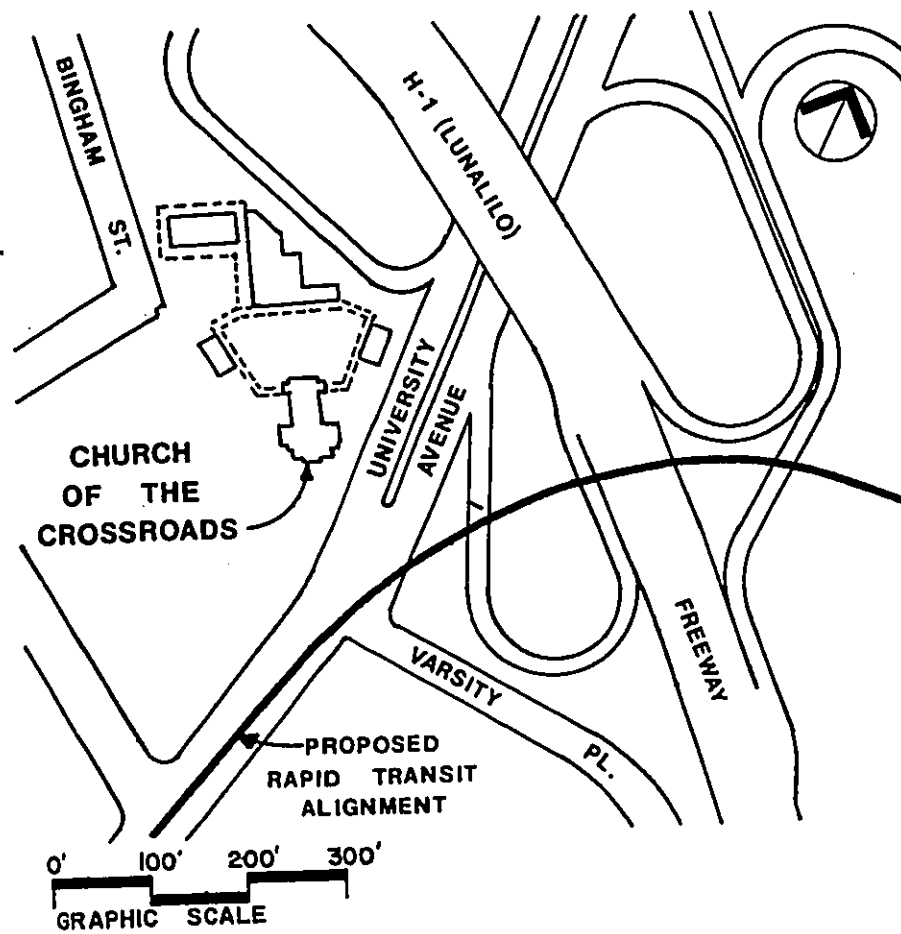 BINGHAM ST.
H-1 (LUNALILO)
UNIVERSITY
AVENUE
CHURCH
OF THE
CROSSROADS
FREEWAY
VARSITY PL.
PROPOSED
RAPID TRANSIT
ALIGNMENT
0' 100' 200' 300'
GRAPHIC SCALE